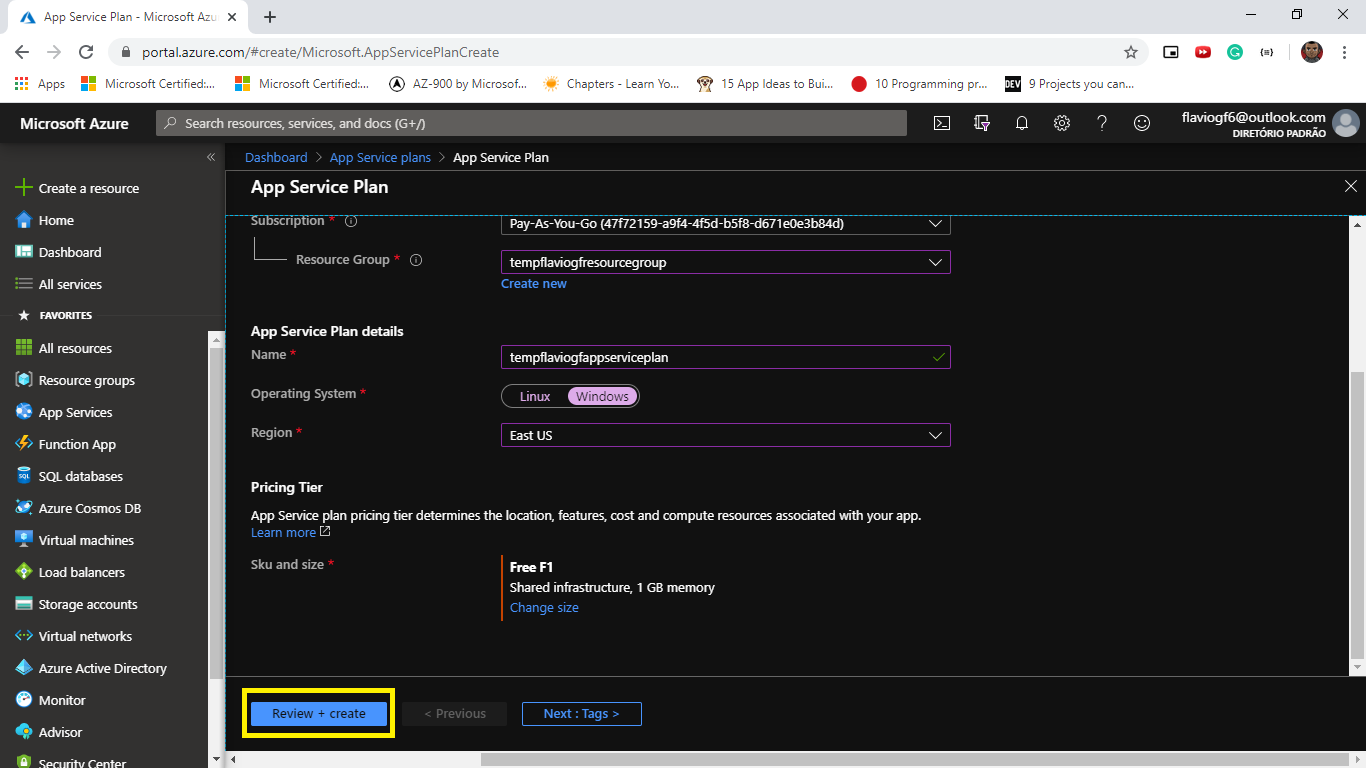 App Service Plan - Microsoft Azu
portal.azure.com/#create/Microsoft.AppServicePlanCreate
Apps
Microsoft Certified:...
Microsoft Certified:...
AZ-900 by Microsof...
Chapters - Learn Yo...
15 App Ideas to Bui...
10 Programming pr...
DEV
9 Projects you can...
Microsoft Azure
Search resources, services, and docs (G+/)
flaviogf6@outlook.com
DIRETÓRIO PADRÃO
«
Create a resource
Home
Dashboard
All services
FAVORITES
All resources
Resource groups
App Services
Function App
SQL
SQL databases
Azure Cosmos DB
Virtual machines
Load balancers
Storage accounts
Virtual networks
Azure Active Directory
Monitor
Advisor
Security Center
Dashboard > App Service plans > App Service Plan
App Service Plan
Subscription *
Pay-As-You-Go (47f72159-a9f4-4f5d-b5f8-d671e0e3b84d)
Resource Group *
tempflaviogfresourcegroup
Create new
App Service Plan details
Name *
tempflaviogfappserviceplan
Operating System *
Linux Windows
Region *
East US
Pricing Tier
App Service plan pricing tier determines the location, features, cost and compute resources associated with your app.
Learn more
Sku and size *
Free F1
Shared infrastructure, 1 GB memory
Change size
Review + create
< Previous
Next : Tags >